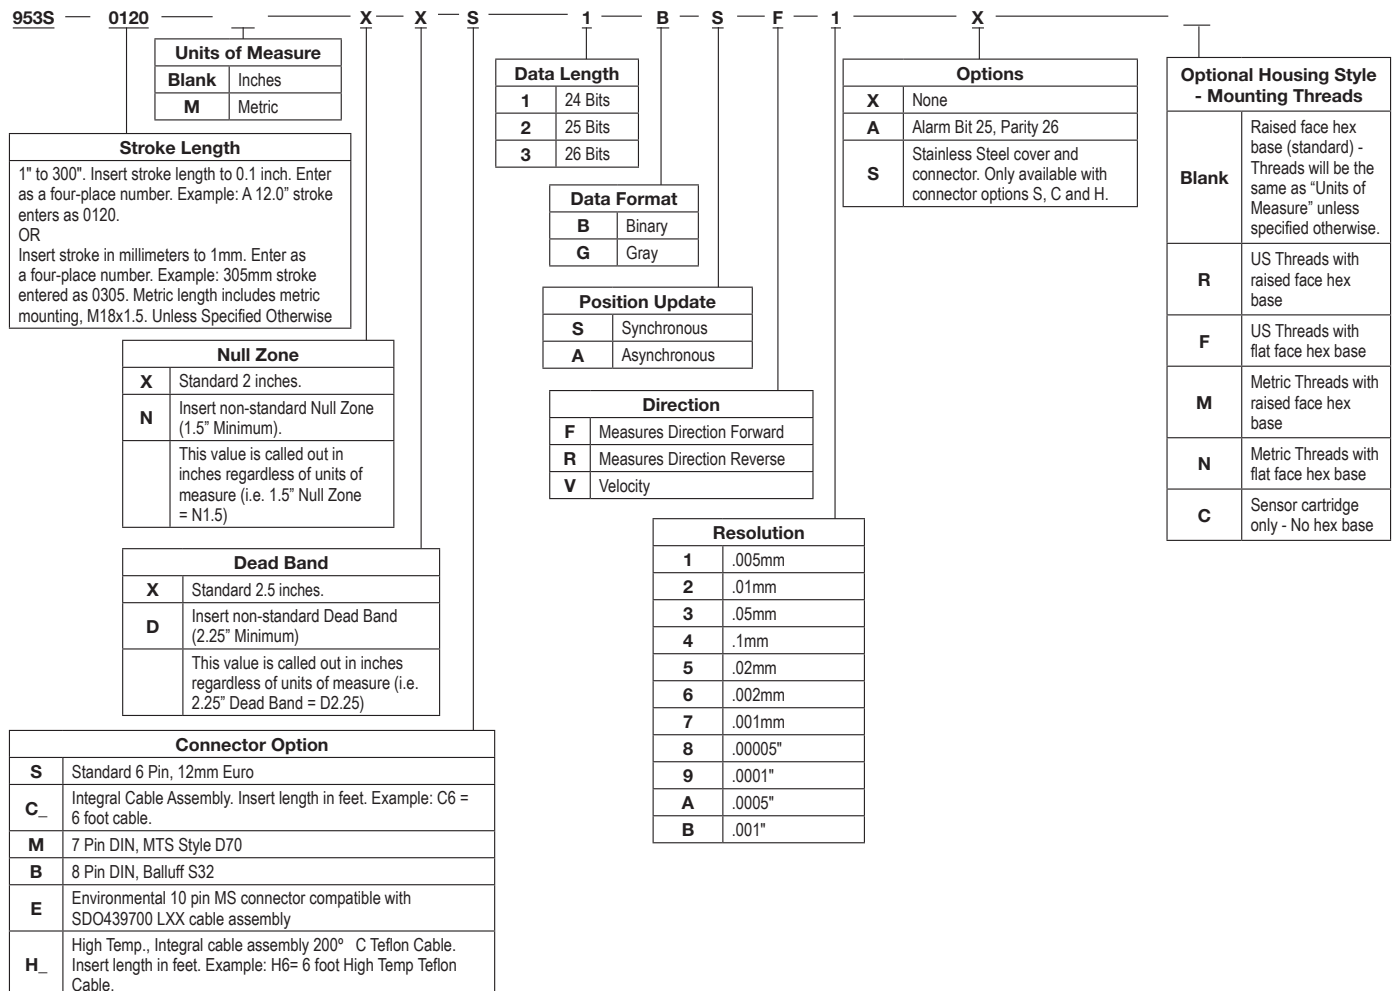 953S — 0120 — X — X — S — 1 — B — S — F — 1 — X —
Units of Measure
Blank Inches
M Metric
Stroke Length
1" to 300". Insert stroke length to 0.1 inch. Enter
as a four-place number. Example: A 12.0” stroke
enters as 0120.
OR
Insert stroke in millimeters to 1mm. Enter as
a four-place number. Example: 305mm stroke
entered as 0305. Metric length includes metric
mounting, M18x1.5. Unless Specified Otherwise
Null Zone
X Standard 2 inches.
N Insert non-standard Null Zone
(1.5” Minimum).
This value is called out in
inches regardless of units of
measure (i.e. 1.5” Null Zone
= N1.5)
Dead Band
X Standard 2.5 inches.
D Insert non-standard Dead Band
(2.25” Minimum)
This value is called out in inches
regardless of units of measure (i.e.
2.25” Dead Band = D2.25)
Connector Option
S Standard 6 Pin, 12mm Euro
C_ Integral Cable Assembly. Insert length in feet. Example: C6 =
6 foot cable.
M 7 Pin DIN, MTS Style D70
B 8 Pin DIN, Balluff S32
E Environmental 10 pin MS connector compatible with
SDO439700 LXX cable assembly
H_ High Temp., Integral cable assembly 200º C Teflon Cable.
Insert length in feet. Example: H6= 6 foot High Temp Teflon
Cable.
Data Length
1 24 Bits
2 25 Bits
3 26 Bits
Data Format
B Binary
G Gray
Position Update
S Synchronous
A Asynchronous
Direction
F Measures Direction Forward
R Measures Direction Reverse
V Velocity
Resolution
1 .005mm
2 .01mm
3 .05mm
4 .1mm
5 .02mm
6 .002mm
7 .001mm
8 .00005"
9 .0001"
A .0005"
B .001"
Options
X None
A Alarm Bit 25, Parity 26
S Stainless Steel cover and
connector. Only available with
connector options S, C and H.
Optional Housing Style
- Mounting Threads
Blank Raised face hex
base (standard) -
Threads will be the
same as “Units of
Measure” unless
specified otherwise.
R US Threads with
raised face hex
base
F US Threads with
flat face hex base
M Metric Threads with
raised face hex
base
N Metric Threads with
flat face hex base
C Sensor cartridge
only - No hex base